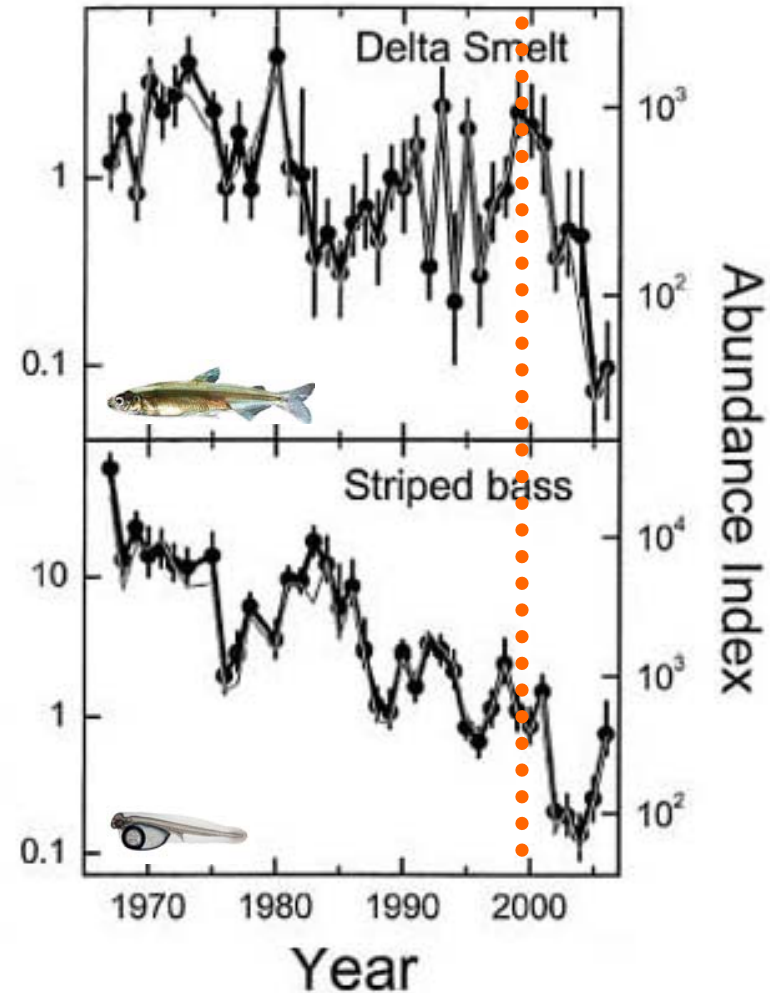 Delta Smelt
10³
1
10²
0.1
Striped bass
10⁴
10
10³
1
10²
0.1
Abundance Index
1970 1980 1990 2000
Year